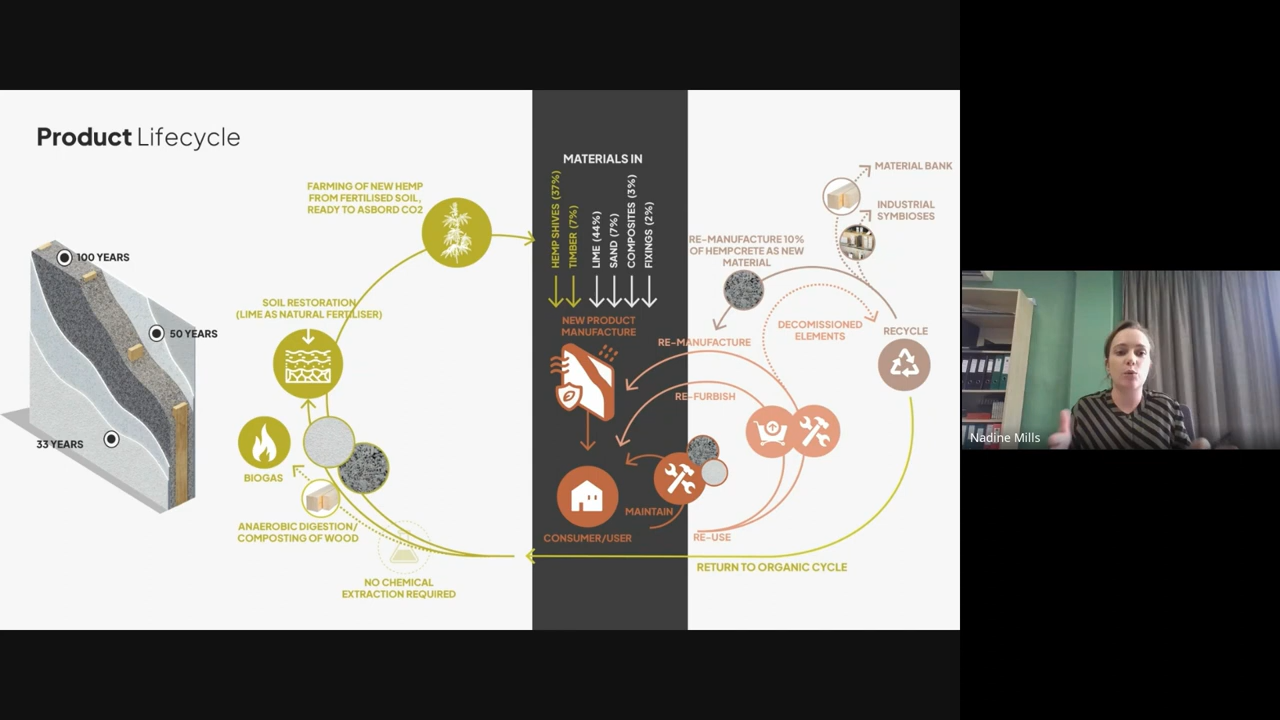 Product Lifecycle
100 YEARS
50 YEARS
33 YEARS
FARMING OF NEW HEMP
FROM FERTILISED SOIL,
READY TO ASBORD CO2
SOIL RESTORATION
(LIME AS NATURAL FERTILISER)
BIOGAS
ANAEROBIC DIGESTION/
COMPOSTING OF WOOD
NO CHEMICAL
EXTRACTION REQUIRED
MATERIALS IN
HEMP SHIVES (37%)
TIMBER (7%)
LIME (44%)
SAND (7%)
COMPOSITES (3%)
FIXINGS (2%)
NEW PRODUCT
MANUFACTURE
CONSUMER/USER
MAINTAIN
RE-MANUFACTURE
RE-FURBISH
RE-USE
RE-MANUFACTURE 10%
OF HEMPCRETE AS NEW
MATERIAL
DECOMISSIONED
ELEMENTS
MATERIAL BANK
INDUSTRIAL
SYMBIOSES
RECYCLE
RETURN TO ORGANIC CYCLE
Nadine Mills